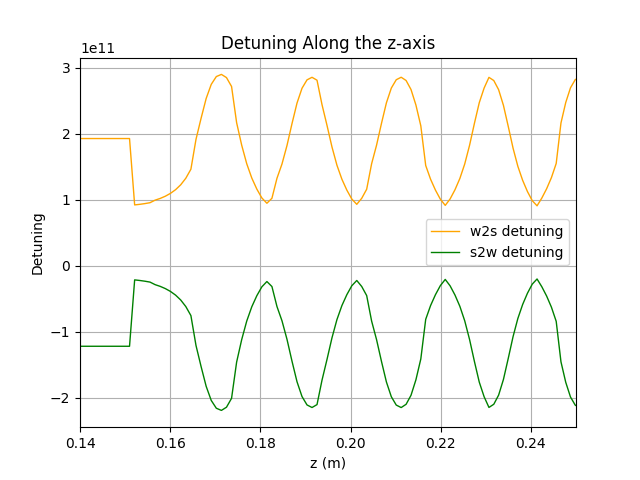 Detuning Along the z-axis
1e11
3
2
1
0
−1
−2
Detuning
w2s detuning
s2w detuning
0.14 0.16 0.18 0.20 0.22 0.24
z (m)